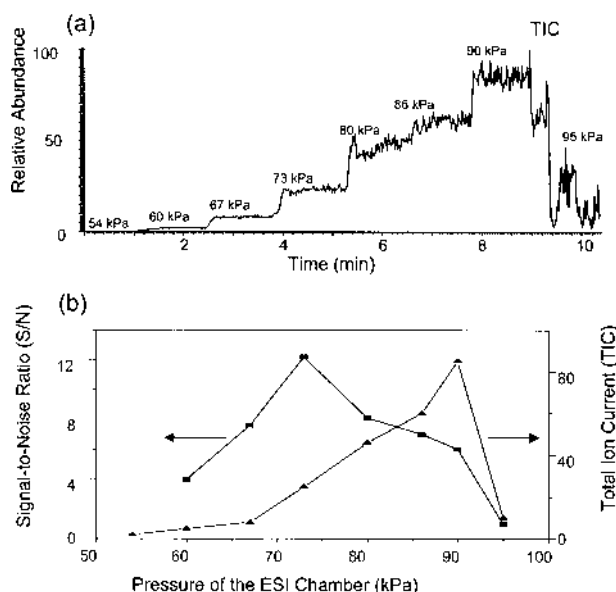 (a)
TIC
100
50
0
Relative Abundance
54 kPa
60 kPa
67 kPa
73 kPa
80 kPa
86 kPa
90 kPa
95 kPa
2 4 6 8 10
Time (min)
(b)
12
8
4
0
Signal-to-Noise Ratio (S/N)
80
40
0
Total Ion Current (TIC)
50 60 70 80 90 100
Pressure of the ESI Chamber (kPa)